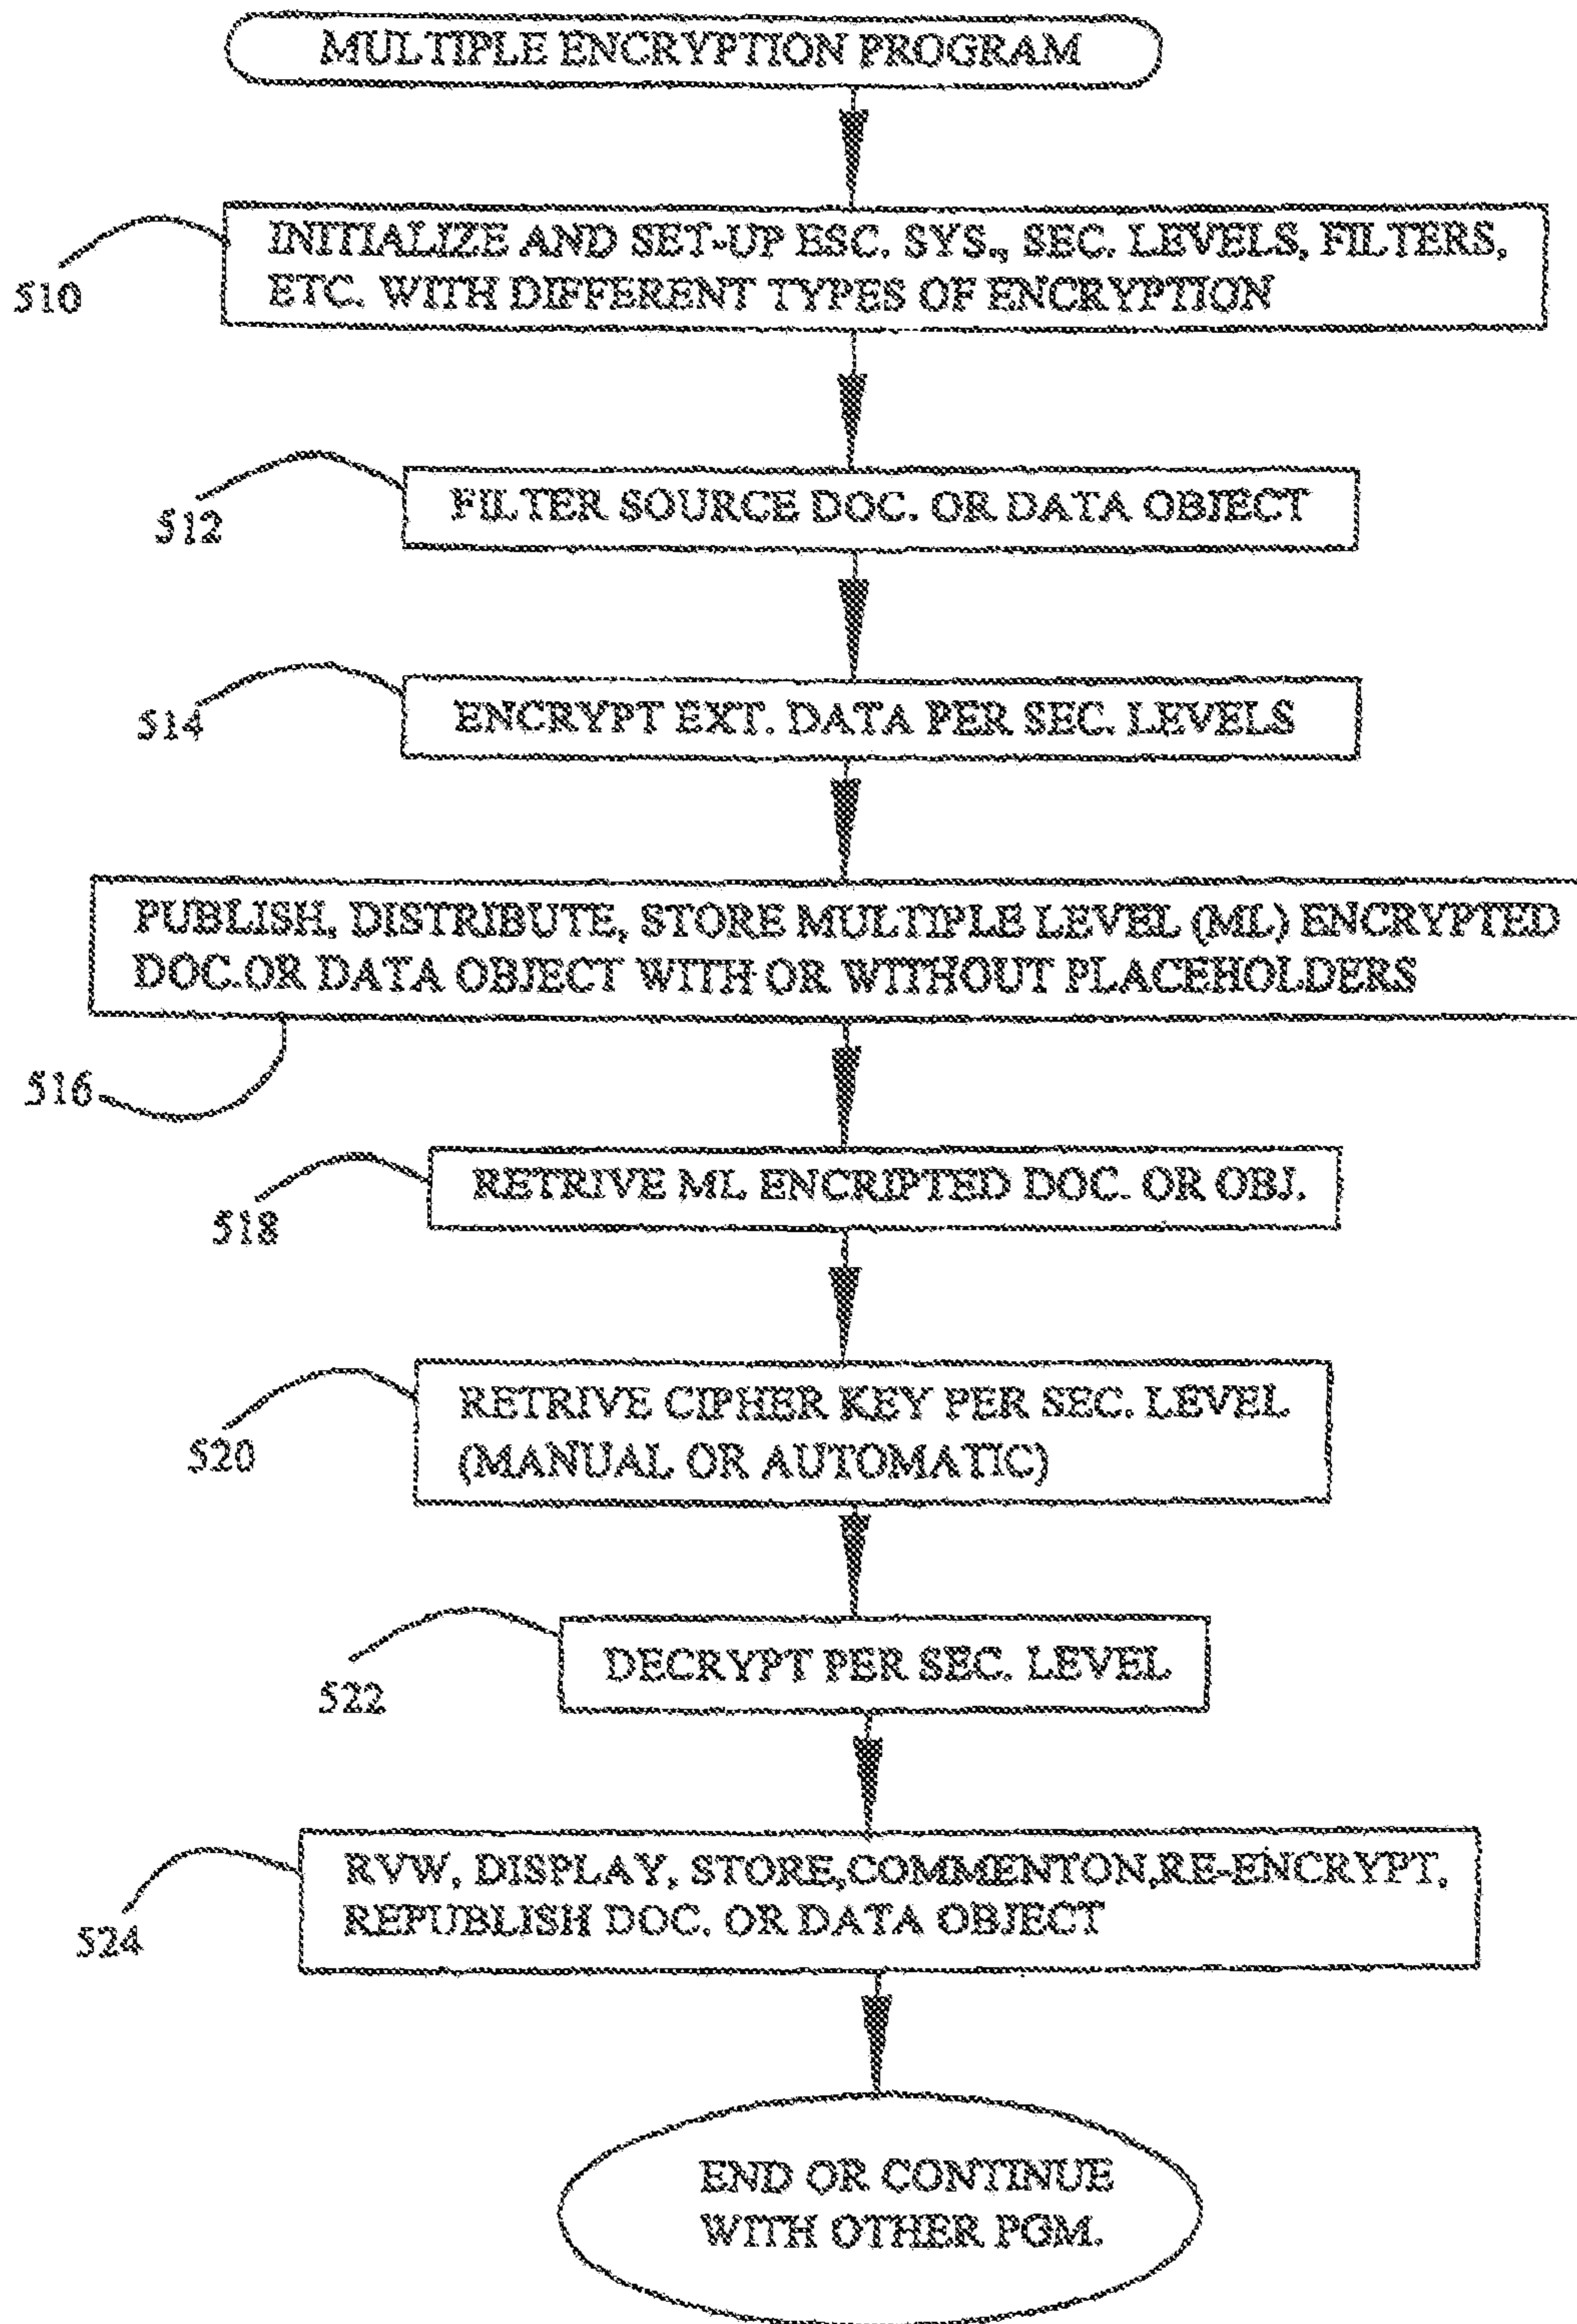 MULTIPLE ENCRYPTION PROGRAM
510
INITIALIZE AND SET-UP ESC. SYS., SEC. LEVELS, FILTERS,
ETC. WITH DIFFERENT TYPES OF ENCRYPTION
512
FILTER SOURCE DOC. OR DATA OBJECT
514
ENCRYPT EXT. DATA PER SEC. LEVELS
PUBLISH, DISTRIBUTE, STORE MULTIPLE LEVEL (ML) ENCRYPTED
DOC.OR DATA OBJECT WITH OR WITHOUT PLACEHOLDERS
516
518
RETRIVE ML ENCRIPTED DOC. OR OBJ.
520
RETRIVE CIPHER KEY PER SEC. LEVEL
(MANUAL OR AUTOMATIC)
522
DECRYPT PER SEC. LEVEL
524
RVW, DISPLAY, STORE,COMMENTON,RE-ENCRYPT,
REPUBLISH DOC. OR DATA OBJECT
END OR CONTINUE
WITH OTHER PGM.